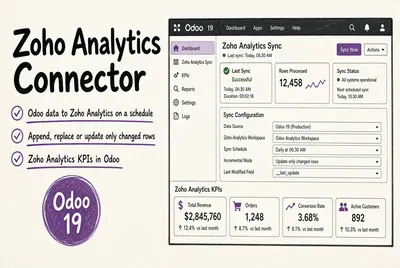 Zoho Analytics
Connector
Odoo data to Zoho Analytics on a schedule
Append, replace or update only changed rows
Zoho Analytics KPIs in Odoo
Odoo
19
Odoo 19
Dashboard
Apps
Settings
Help
Dashboard
Zoho Analytics Sync
KPIs
Reports
Settings
Logs
Zoho Analytics Sync
Last sync: Today, 06:30 AM
Sync Now
Actions
Last Sync
Successful
Today, 06:30 AM
Duration: 00:02:18
Rows Processed
12,458
Sync Status
All systems operational
Next scheduled sync
Today, 10:30 AM
Sync Configuration
Data Source
Odoo 19 (Production)
Zoho Analytics Workspace
Odoo Analytics Workspace
Sync Schedule
Daily at 06:30 AM
Incremental Mode
Update only changed rows
Last Modified Field
__last_update
Zoho Analytics KPIs
Total Revenue
$2,845,760
↑ 12.4% vs last month
Orders
1,248
↑ 8.7% vs last month
Conversion Rate
3.68%
↑ 6.1% vs last month
Active Customers
892
↑ 10.3% vs last month